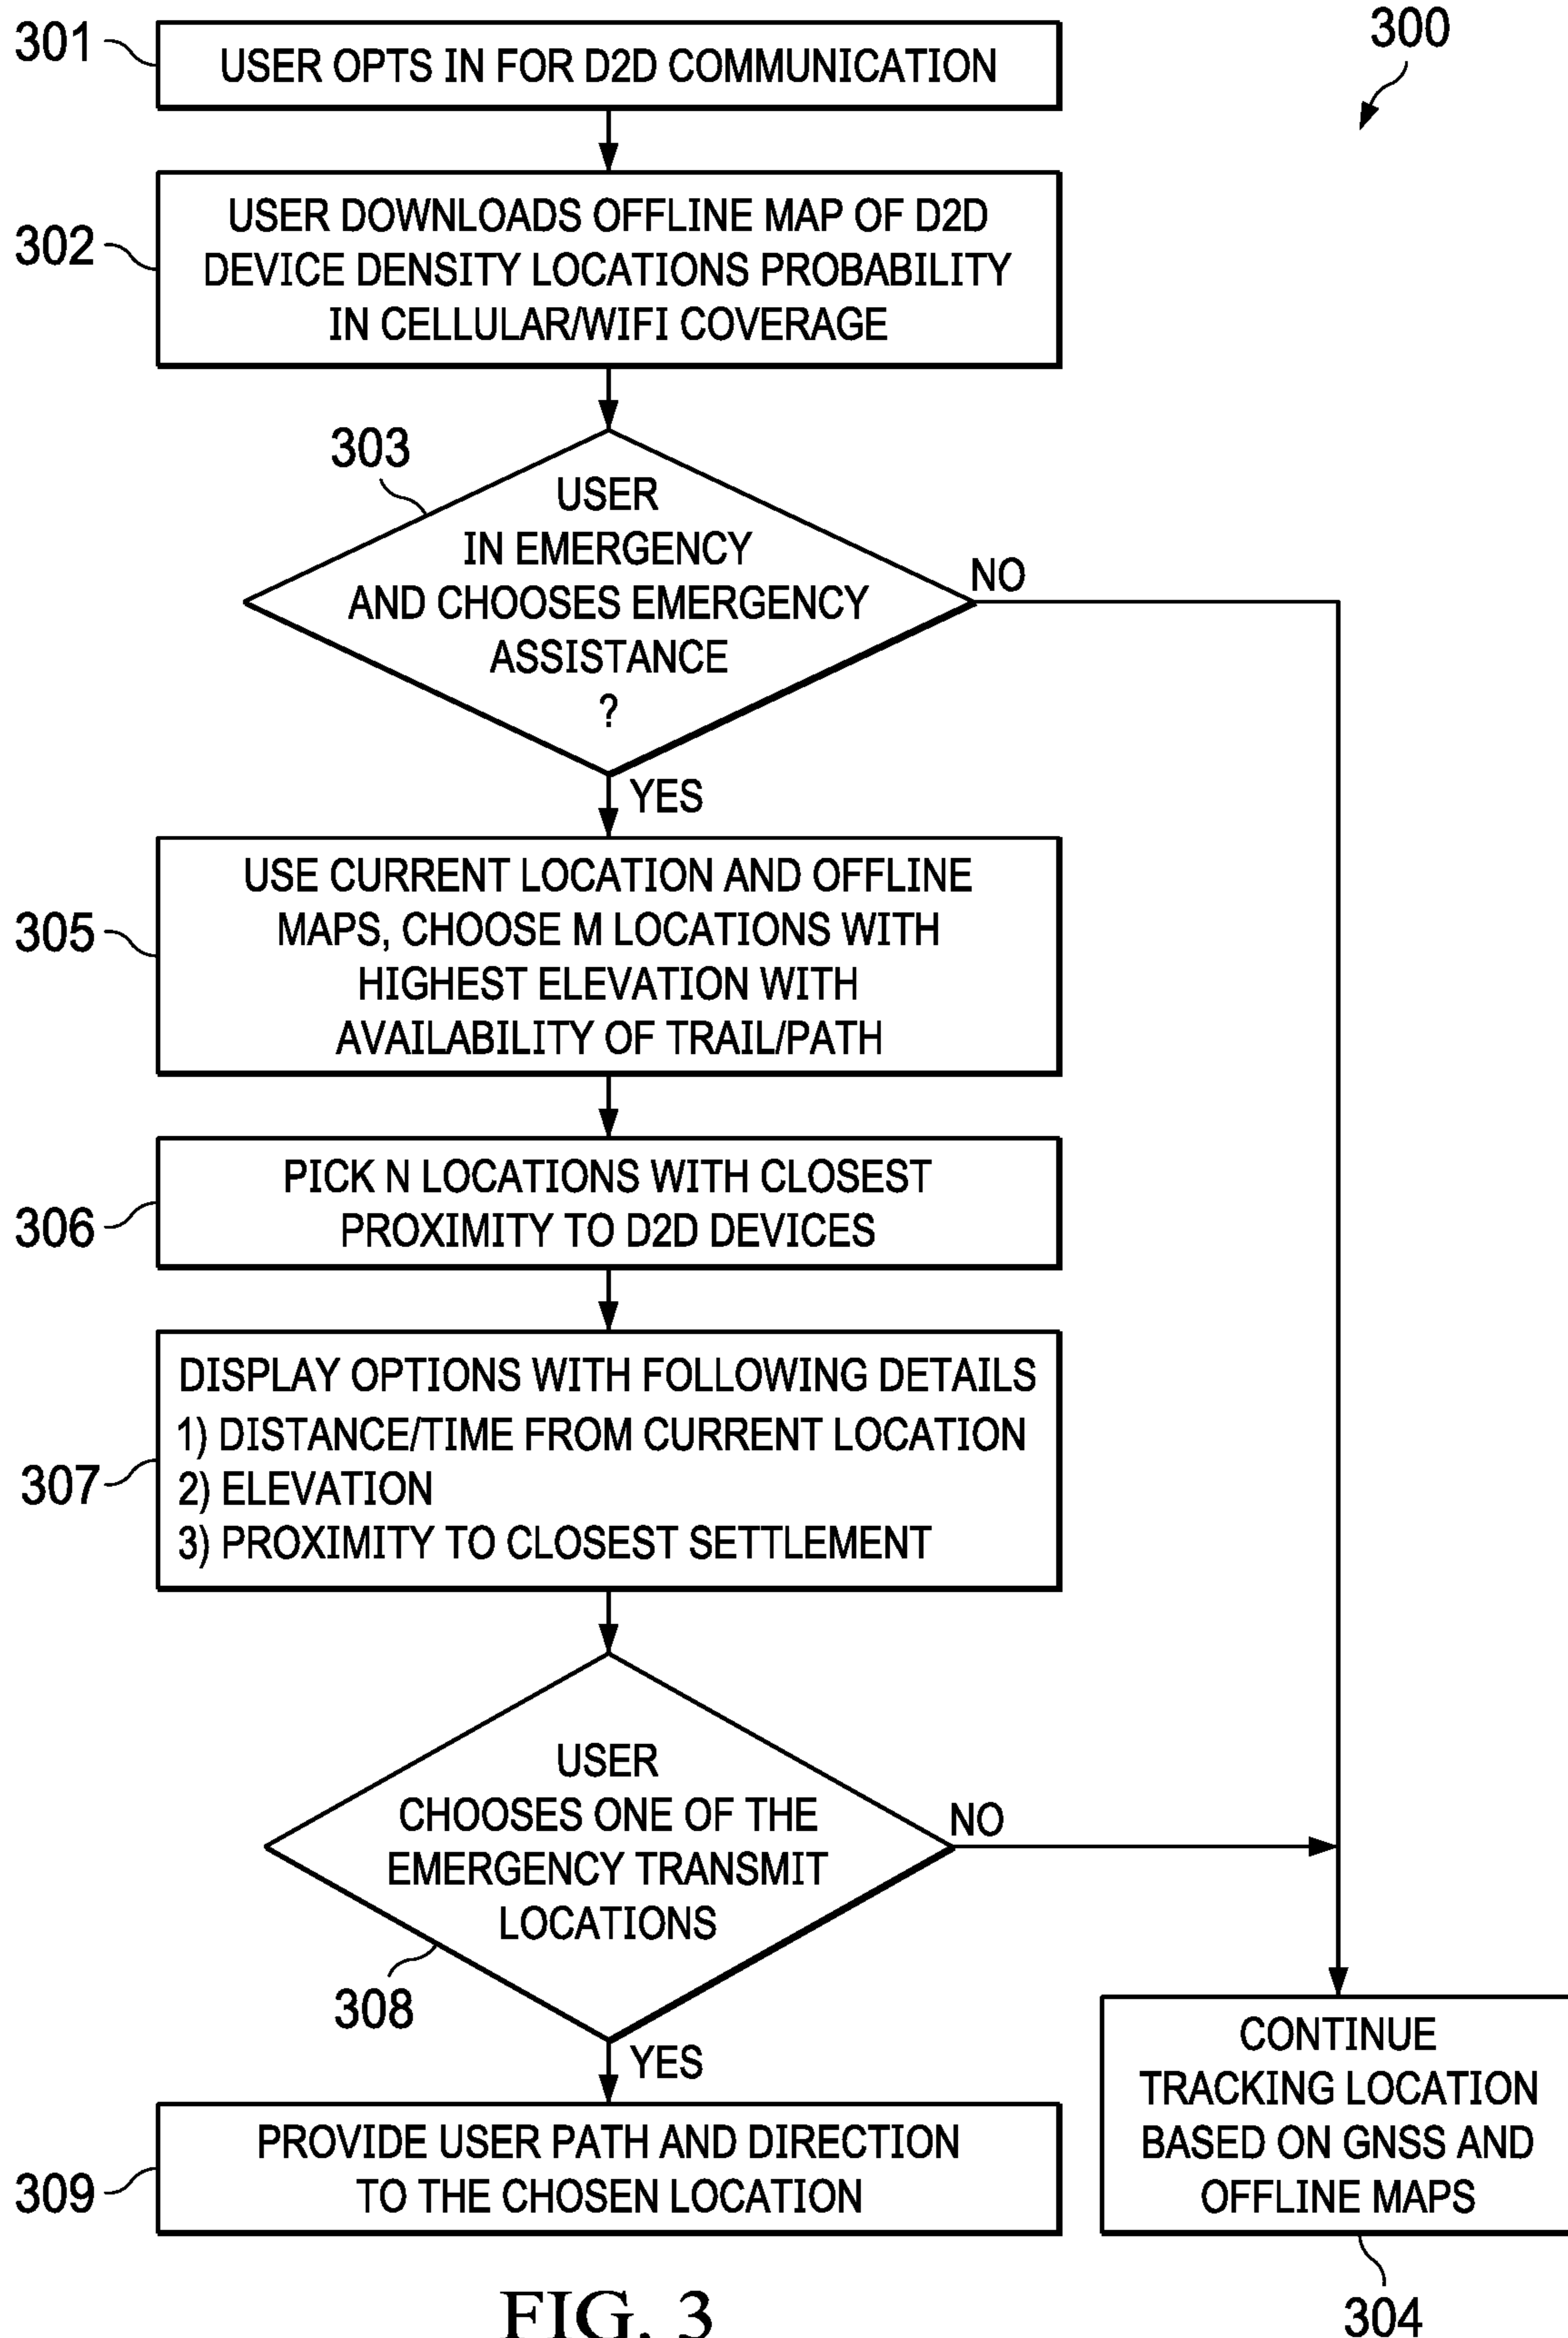 301
USER OPTS IN FOR D2D COMMUNICATION
300
302
USER DOWNLOADS OFFLINE MAP OF D2D
DEVICE DENSITY LOCATIONS PROBABILITY
IN CELLULAR/WIFI COVERAGE
303
USER
IN EMERGENCY
AND CHOOSES EMERGENCY
ASSISTANCE
?
NO
YES
305
USE CURRENT LOCATION AND OFFLINE
MAPS, CHOOSE M LOCATIONS WITH
HIGHEST ELEVATION WITH
AVAILABILITY OF TRAIL/PATH
306
PICK N LOCATIONS WITH CLOSEST
PROXIMITY TO D2D DEVICES
307
DISPLAY OPTIONS WITH FOLLOWING DETAILS
1) DISTANCE/TIME FROM CURRENT LOCATION
2) ELEVATION
3) PROXIMITY TO CLOSEST SETTLEMENT
USER
CHOOSES ONE OF THE
EMERGENCY TRANSMIT
LOCATIONS
NO
308
YES
309
PROVIDE USER PATH AND DIRECTION
TO THE CHOSEN LOCATION
CONTINUE
TRACKING LOCATION
BASED ON GNSS AND
OFFLINE MAPS
304
FIG. 3